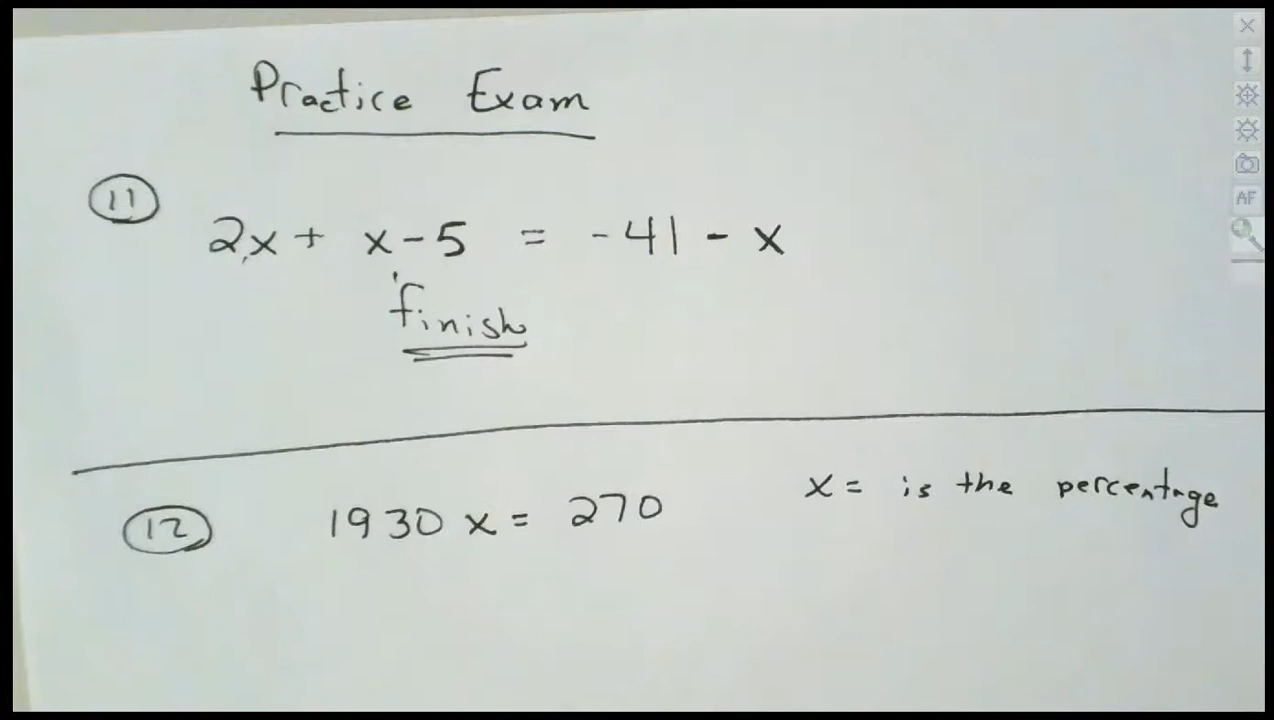 Practice Exam
11
2x + x - 5 = -41 - x
finish
12 1930 x = 270 x = is the percentage
AF